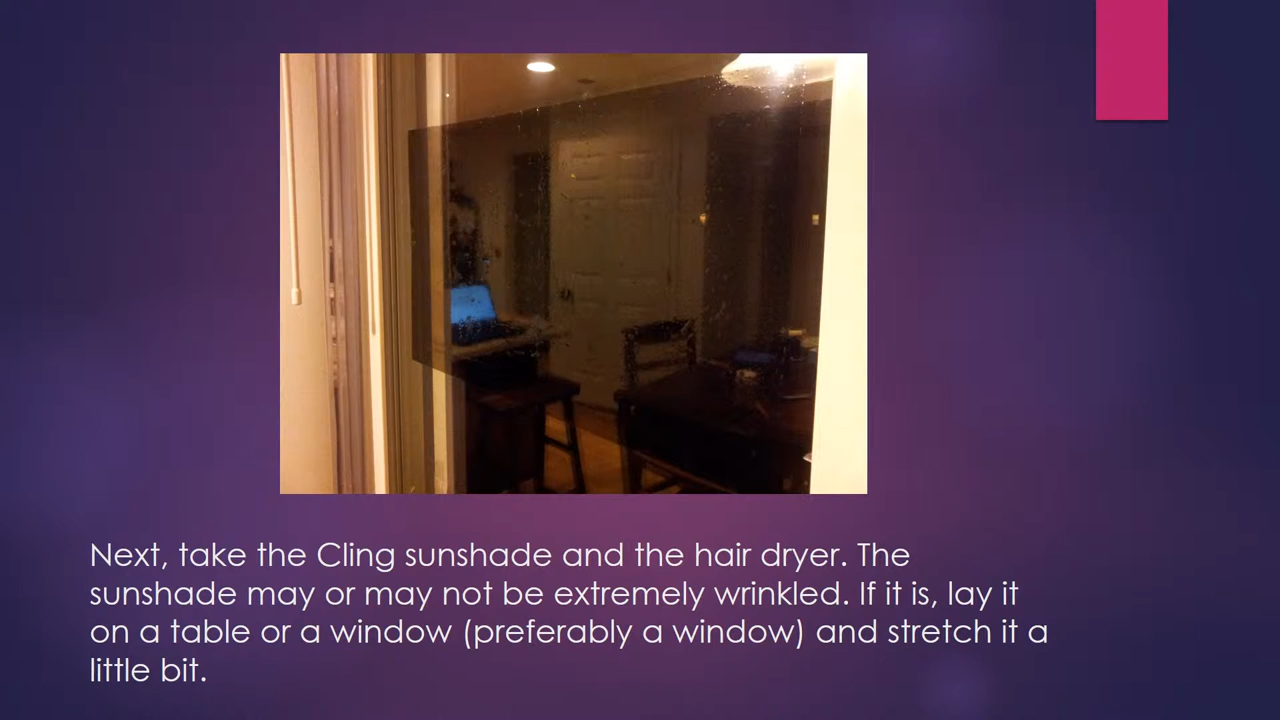 Next, take the Cling sunshade and the hair dryer. The
sunshade may or may not be extremely wrinkled. If it is, lay it
on a table or a window (preferably a window) and stretch it a
little bit.